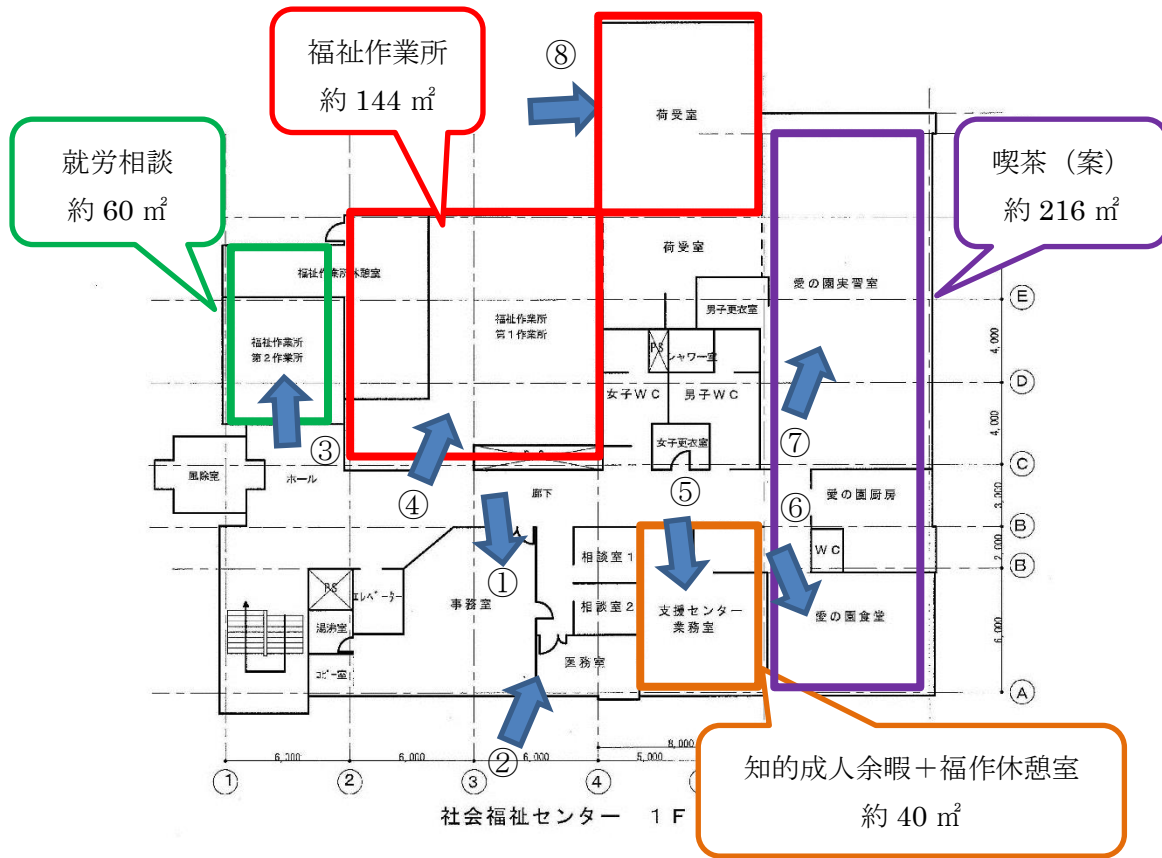 福祉作業所
約 144 ㎡
⑧
荷受室
就労相談
約 60 ㎡
喫茶（案）
約 216 ㎡
荷受室
福祉作業所休憩室
愛の園実習室
E
男子更衣室
福祉作業所
第1作業所
4,000
福祉作業所
第2作業所
PS
シャワー室
D
女子WC
男子WC
⑦
4,000
女子更衣室
③
C
風除室
ホール
④
⑤
廊下
愛の園厨房
3,000
⑥
B
相談室1
WC
2,000
①
B
PS
エレベーター
事務室
相談室2
支援センター
業務室
愛の園食堂
湯沸室
6,000
医務室
コピー室
A
②
6,000
6,000
6,000
5,000
8,000
1
2
3
4
知的成人余暇＋福作休憩室
約 40 ㎡
社会福祉センター 1F